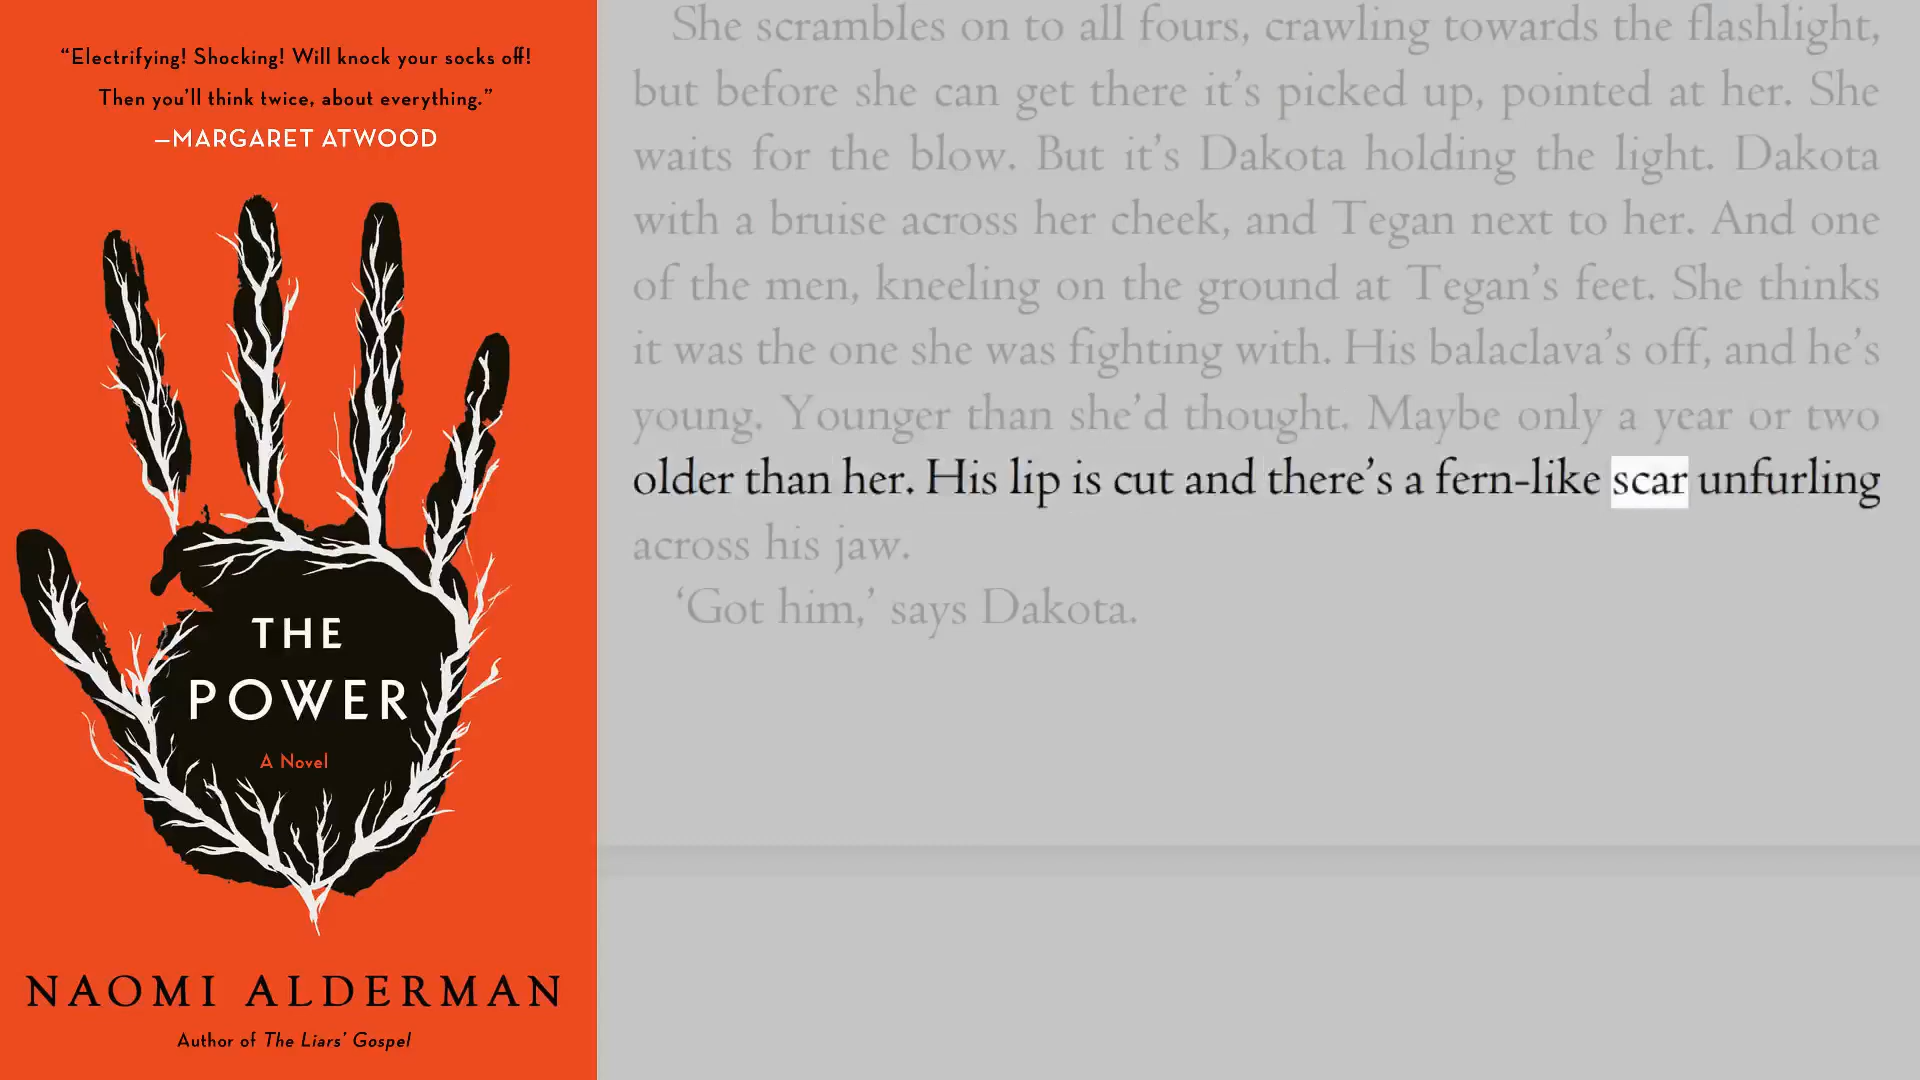 “Electrifying! Shocking! Will knock your socks off!
Then you’ll think twice, about everything.”
—MARGARET ATWOOD
THE
POWER
A Novel
NAOMI ALDERMAN
Author of The Liars’ Gospel
She scrambles on to all fours, crawling towards the flashlight,
but before she can get there it’s picked up, pointed at her. She
waits for the blow. But it’s Dakota holding the light. Dakota
with a bruise across her cheek, and Tegan next to her. And one
of the men, kneeling on the ground at Tegan’s feet. She thinks
it was the one she was fighting with. His balaclava’s off, and he’s
young. Younger than she’d thought. Maybe only a year or two
older than her. His lip is cut and there’s a fern-like scar unfurling
across his jaw.
‘Got him,’ says Dakota.